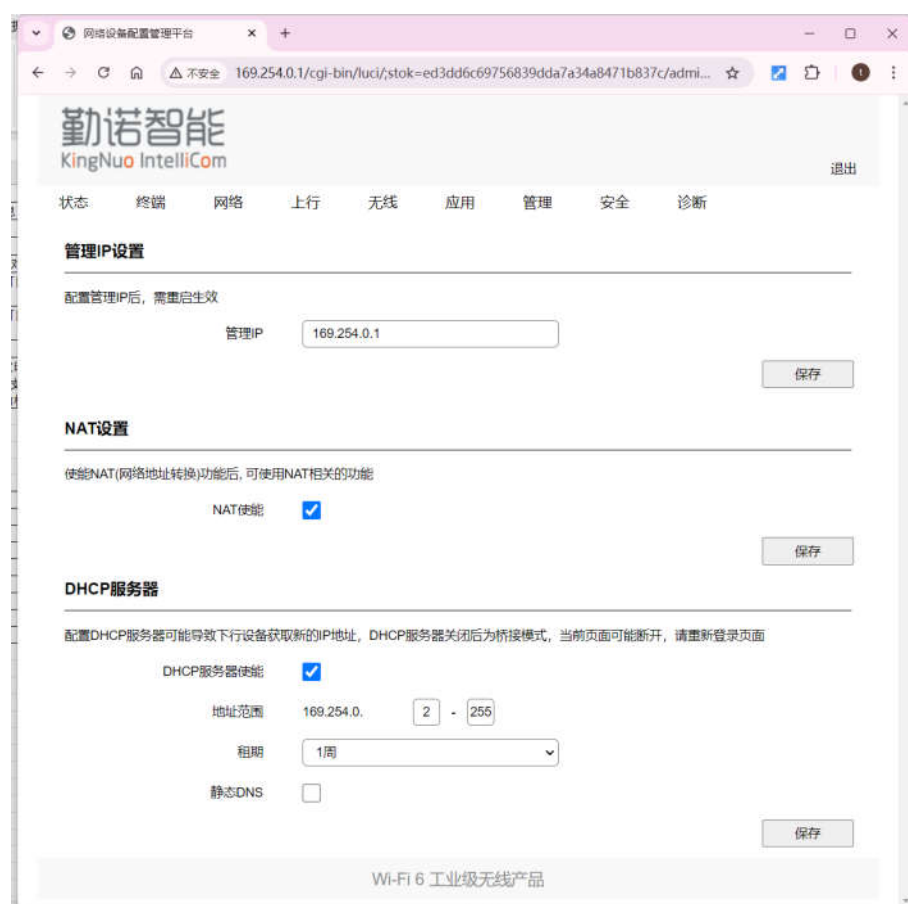 网络设备配置管理平台
不安全 169.254.0.1/cgi-bin/luci/;stok=ed3dd6c69756839dda7a34a8471b837c/admi...
勤诺智能
KingNuo IntelliCom
退出
状态 终端 网络 上行 无线 应用 管理 安全 诊断
管理IP设置
配置管理IP后，需重启生效
管理IP 169.254.0.1
保存
NAT设置
使能NAT(网络地址转换)功能后, 可使用NAT相关的功能
NAT使能
保存
DHCP服务器
配置DHCP服务器可能导致下行设备获取新的IP地址，DHCP服务器关闭后为桥接模式，当前页面可能断开，请重新登录页面
DHCP服务器使能
地址范围 169.254.0. 2 - 255
租期 1周
静态DNS
保存
Wi-Fi 6 工业级无线产品